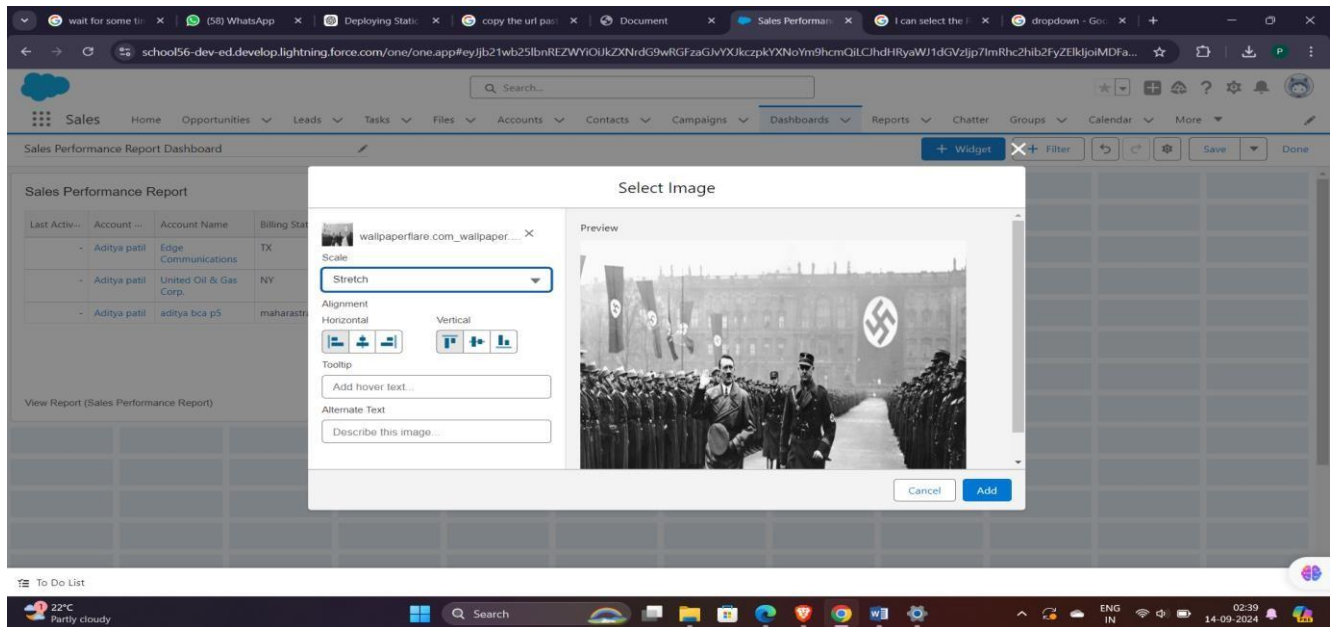 wait for some tim
(58) WhatsApp
Deploying Static
copy the url past
Document
Sales Performan
I can select the
dropdown - Goo
school56-dev-ed.develop.lightning.force.com/one/one.app#
Search...
Sales
Home
Opportunities
Leads
Tasks
Files
Accounts
Contacts
Campaigns
Dashboards
Reports
Chatter
Groups
Calendar
More
Sales Performance Report Dashboard
+ Widget
+ Filter
Save
Done
Sales Performance Report
Select Image
Last Activ... Account ... Account Name Billing Stat
- Aditya patil Edge Communications TX
- Aditya patil United Oil & Gas Corp. NY
- Aditya patil aditya bca p5 maharastra
View Report (Sales Performance Report)
wallpaperflare.com_wallpaper....
Scale
Stretch
Alignment
Horizontal Vertical
Tooltip
Add hover text...
Alternate Text
Describe this image...
Preview
Cancel
Add
To Do List
1
22°C
Partly cloudy
Search
ENG
IN
02:39
14-09-2024